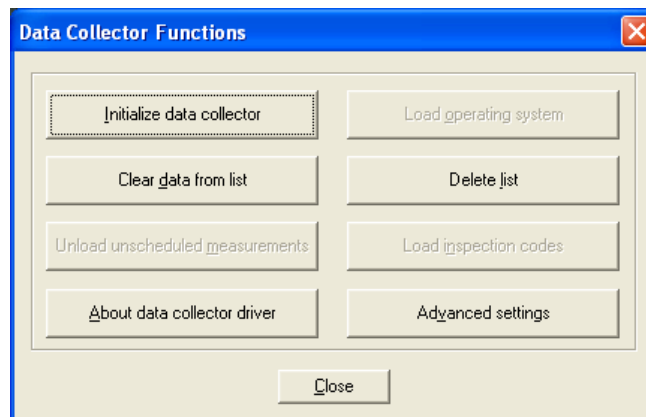 Data Collector Functions
Initialize data collector
Load operating system
Clear data from list
Delete list
Unload unscheduled measurements
Load inspection codes
About data collector driver
Advanced settings
Close